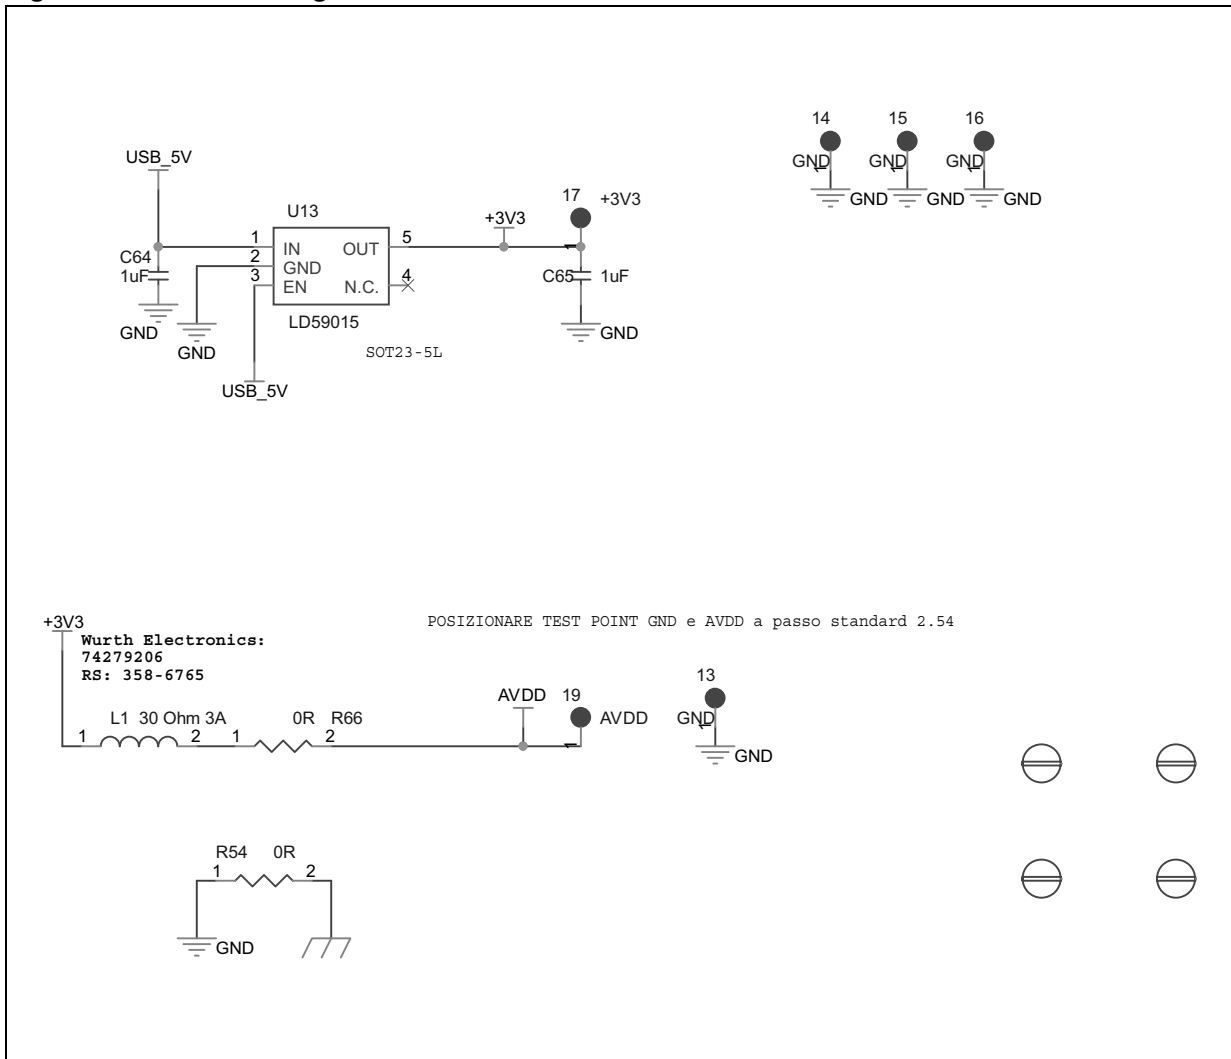 14 15 16
GND GND GND
GND GND GND
USB_5V
17 +3V3
U13
+3V3
1 IN OUT 5
C64 2 GND
1uF 3 EN N.C. 4
C65 1uF
1
GND
GND
LD59015
GND
SOT23-5L
USB_5V
+3V3
POSIZIONARE TEST POINT GND e AVDD a passo standard 2.54
Wurth Electronics:
74279206
RS: 358-6765
13
AVDD 19
L1 30 Ohm 3A 0R R66 AVDD GND
1 2 1 2 1
GND
R54 0R
1 2
GND